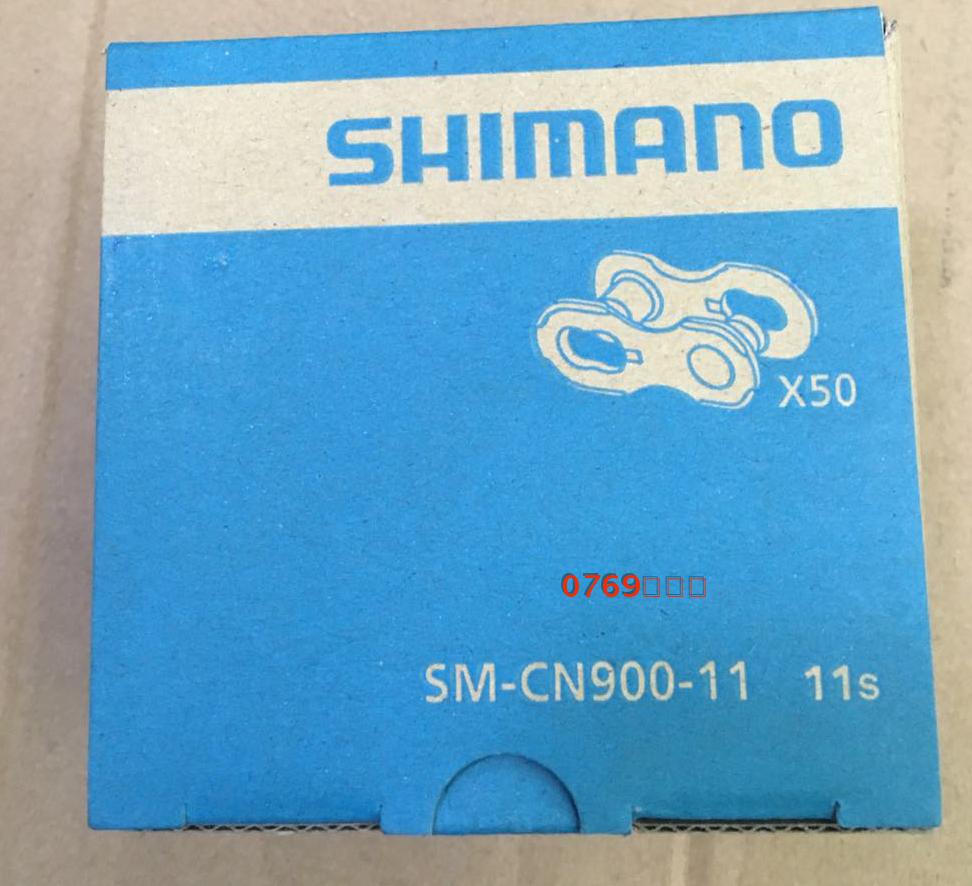 SHIMANO
X50
0769
SM-CN900-11 11s